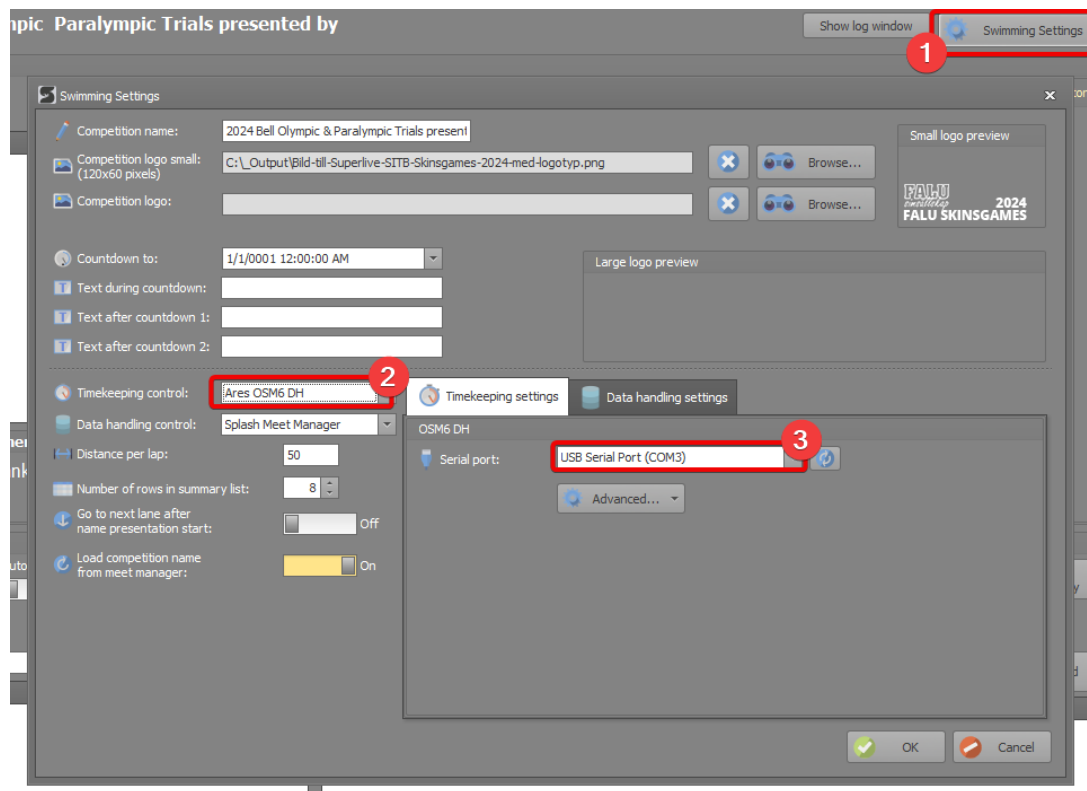 Paralympic Trials presented by
Show log window
Swimming Settings
1
Swimming Settings
Competition name:
2024 Bell Olympic & Paralympic Trials present
Small logo preview
Competition logo small:
(120x60 pixels)
C:\_Output\Bild-till-Superlive-SITB-Skinsgames-2024-med-logotyp.png
Browse...
Competition logo:
Browse...
FALU
2024
FALU SKINSGAMES
Countdown to:
1/1/0001 12:00:00 AM
Large logo preview
Text during countdown:
Text after countdown 1:
Text after countdown 2:
2
Timekeeping control:
Ares OSM6 DH
Timekeeping settings
Data handling settings
Data handling control:
Splash Meet Manager
OSM6 DH
3
Distance per lap:
50
Serial port:
USB Serial Port (COM3)
Number of rows in summary list:
8
Advanced...
Go to next lane after
name presentation start:
Off
Load competition name
from meet manager:
On
OK
Cancel